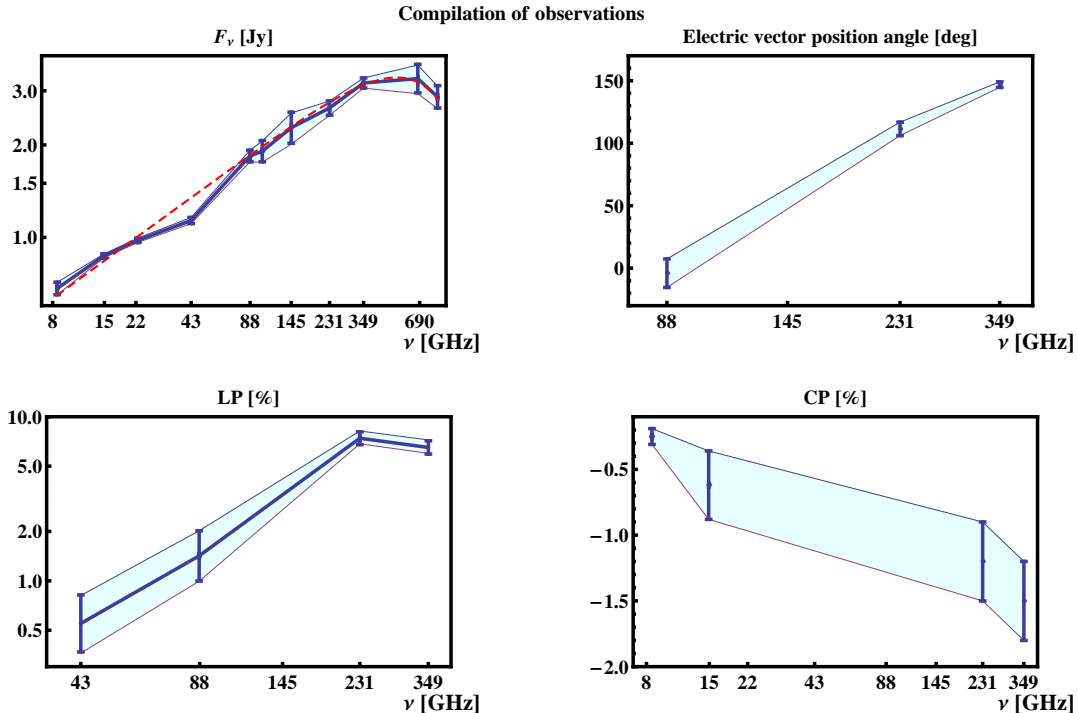 Compilation of observations
F_ν [Jy]
3.0
2.0
1.5
1.0
8 15 22 43 88 145 231 349 690
ν [GHz]
Electric vector position angle [deg]
150
100
50
0
88 145 231 349
ν [GHz]
LP [%]
10.0
5.0
1.0
0.5
43 88 145 231 349
ν [GHz]
CP [%]
−0.5
−1.0
−1.5
−2.0
8 15 22 43 88 145 231 349
ν [GHz]